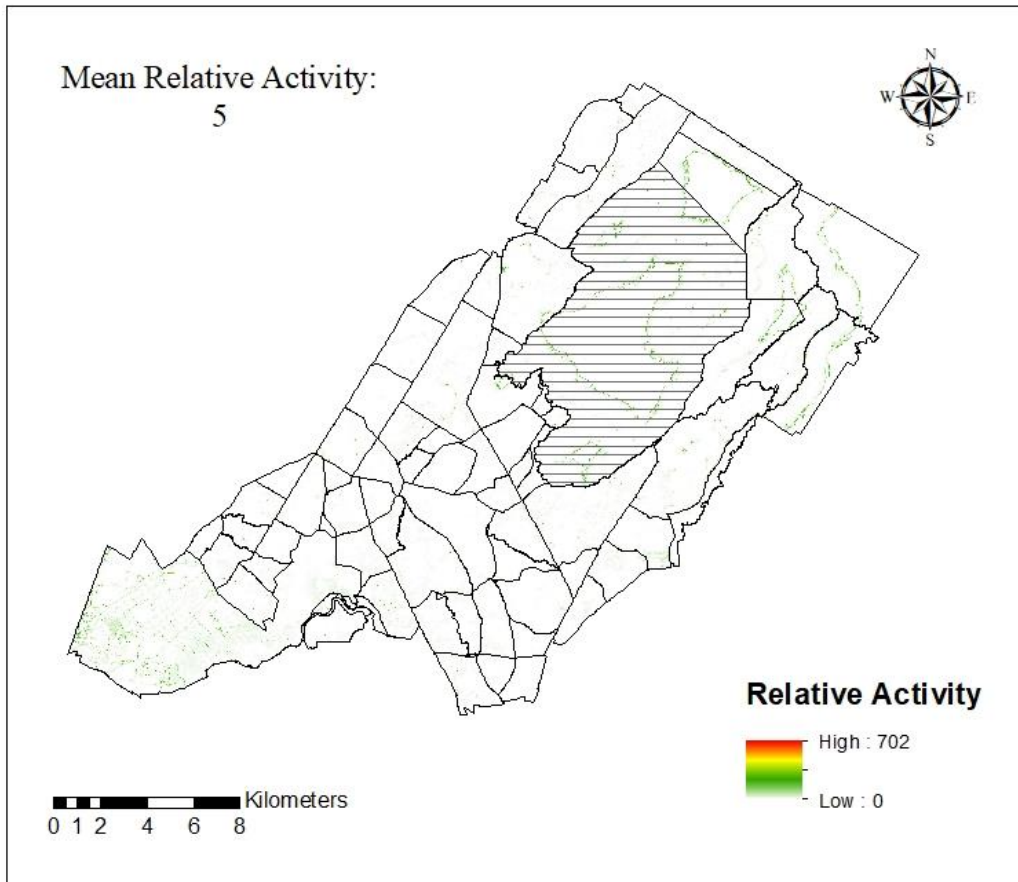 Mean Relative Activity:
5
N
W E
S
Relative Activity
High : 702
Low : 0
Kilometers
0 1 2 4 6 8